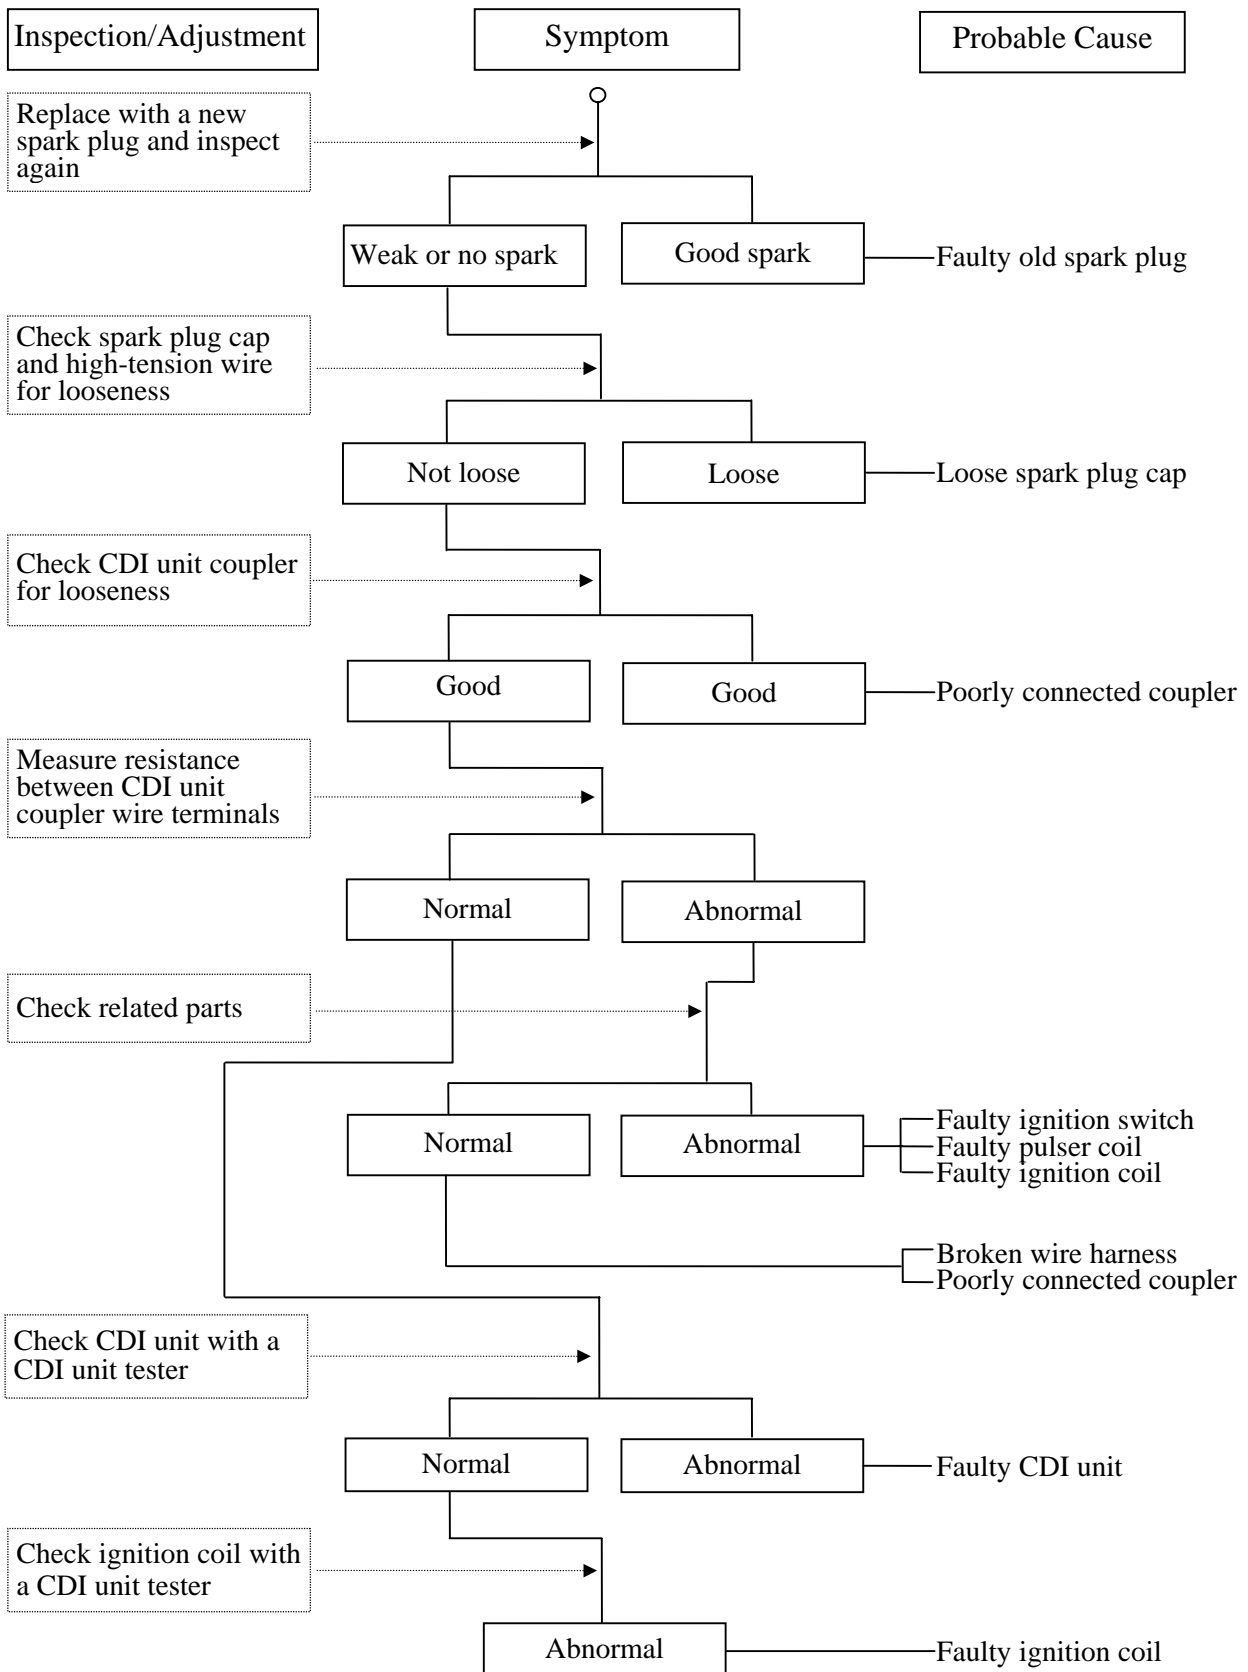 Inspection/Adjustment
Symptom
Probable Cause
Replace with a new
spark plug and inspect
again
Weak or no spark
Good spark
Faulty old spark plug
Check spark plug cap
and high-tension wire
for looseness
Not loose
Loose
Loose spark plug cap
Check CDI unit coupler
for looseness
Good
Good
Poorly connected coupler
Measure resistance
between CDI unit
coupler wire terminals
Normal
Abnormal
Check related parts
Normal
Abnormal
Faulty ignition switch
Faulty pulser coil
Faulty ignition coil
Broken wire harness
Poorly connected coupler
Check CDI unit with a
CDI unit tester
Normal
Abnormal
Faulty CDI unit
Check ignition coil with
a CDI unit tester
Abnormal
Faulty ignition coil